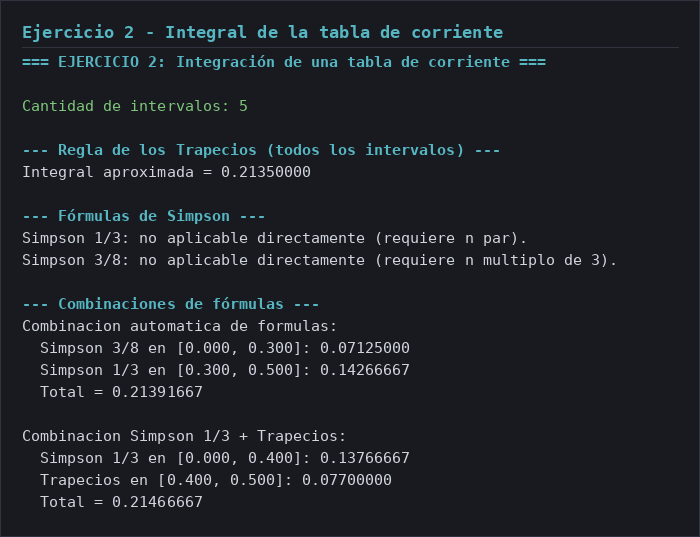 Ejercicio 2 - Integral de la tabla de corriente
=== EJERCICIO 2: Integración de una tabla de corriente ===
Cantidad de intervalos: 5
--- Regla de los Trapecios (todos los intervalos) ---
Integral aproximada = 0.21350000
--- Fórmulas de Simpson ---
Simpson 1/3: no aplicable directamente (requiere n par).
Simpson 3/8: no aplicable directamente (requiere n multiplo de 3).
--- Combinaciones de fórmulas ---
Combinacion automatica de formulas:
Simpson 3/8 en [0.000, 0.300]: 0.07125000
Simpson 1/3 en [0.300, 0.500]: 0.14266667
Total = 0.21391667
Combinacion Simpson 1/3 + Trapecios:
Simpson 1/3 en [0.000, 0.400]: 0.13766667
Trapecios en [0.400, 0.500]: 0.07700000
Total = 0.21466667